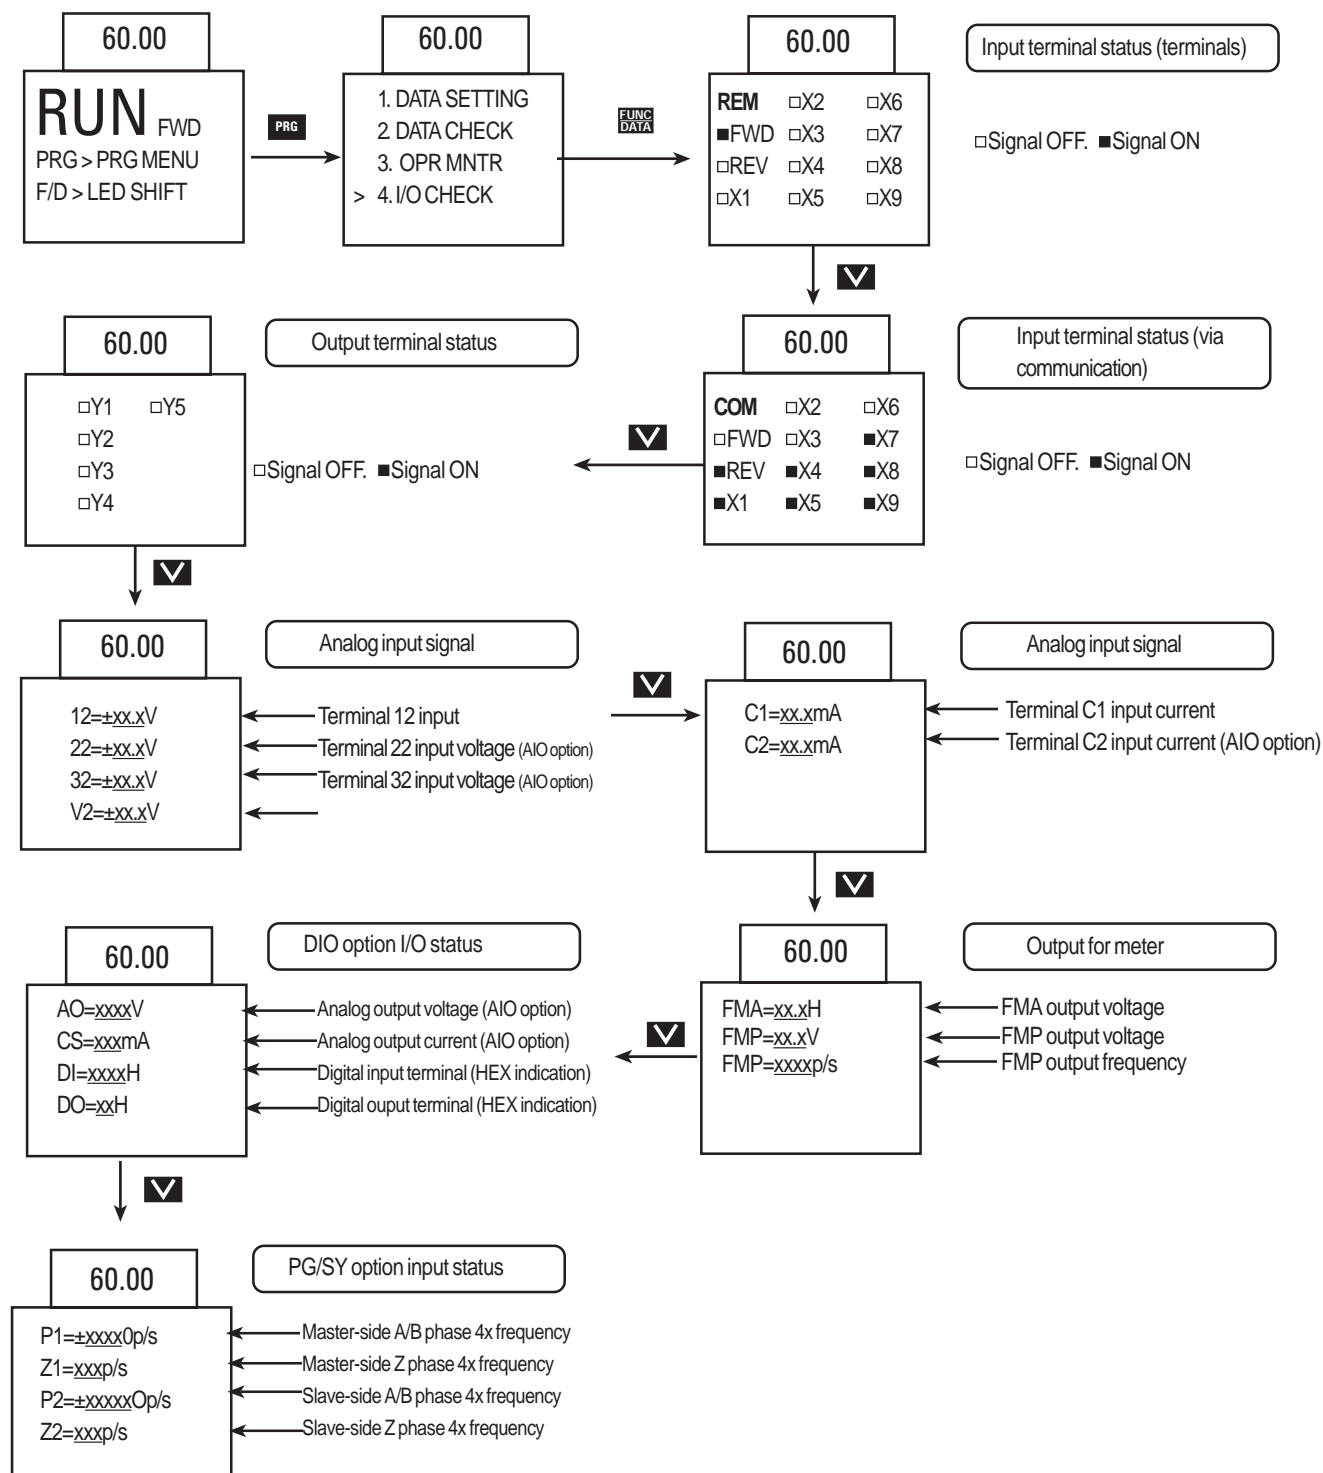 60.00
RUN FWD
PRG > PRG MENU
F/D > LED SHIFT
PRG
60.00
1. DATA SETTING
2. DATA CHECK
3. OPR MNTR
> 4. I/O CHECK
FUNC
DATA
60.00
REM □X2 □X6
■FWD □X3 □X7
□REV □X4 □X8
□X1 □X5 □X9
Input terminal status (terminals)
□Signal OFF. ■Signal ON
60.00
□Y1 □Y5
□Y2
□Y3
□Y4
Output terminal status
□Signal OFF. ■Signal ON
60.00
COM □X2 □X6
□FWD □X3 ■X7
■REV ■X4 ■X8
■X1 ■X5 ■X9
Input terminal status (via
communication)
□Signal OFF. ■Signal ON
60.00
12=±xx.xV
22=±xx.xV
32=±xx.xV
V2=±xx.xV
Analog input signal
Terminal 12 input
Terminal 22 input voltage (AIO option)
Terminal 32 input voltage (AIO option)
60.00
C1=xx.xmA
C2=xx.xmA
Analog input signal
Terminal C1 input current
Terminal C2 input current (AIO option)
60.00
AO=xxxxV
CS=xxxmA
DI=xxxxH
DO=xxH
DIO option I/O status
Analog output voltage (AIO option)
Analog output current (AIO option)
Digital input terminal (HEX indication)
Digital ouput terminal (HEX indication)
60.00
FMA=xx.xH
FMP=xx.xV
FMP=xxxxp/s
Output for meter
FMA output voltage
FMP output voltage
FMP output frequency
60.00
P1=±xxxx0p/s
Z1=xxxp/s
P2=±xxxxxOp/s
Z2=xxxp/s
PG/SY option input status
Master-side A/B phase 4x frequency
Master-side Z phase 4x frequency
Slave-side A/B phase 4x frequency
Slave-side Z phase 4x frequency